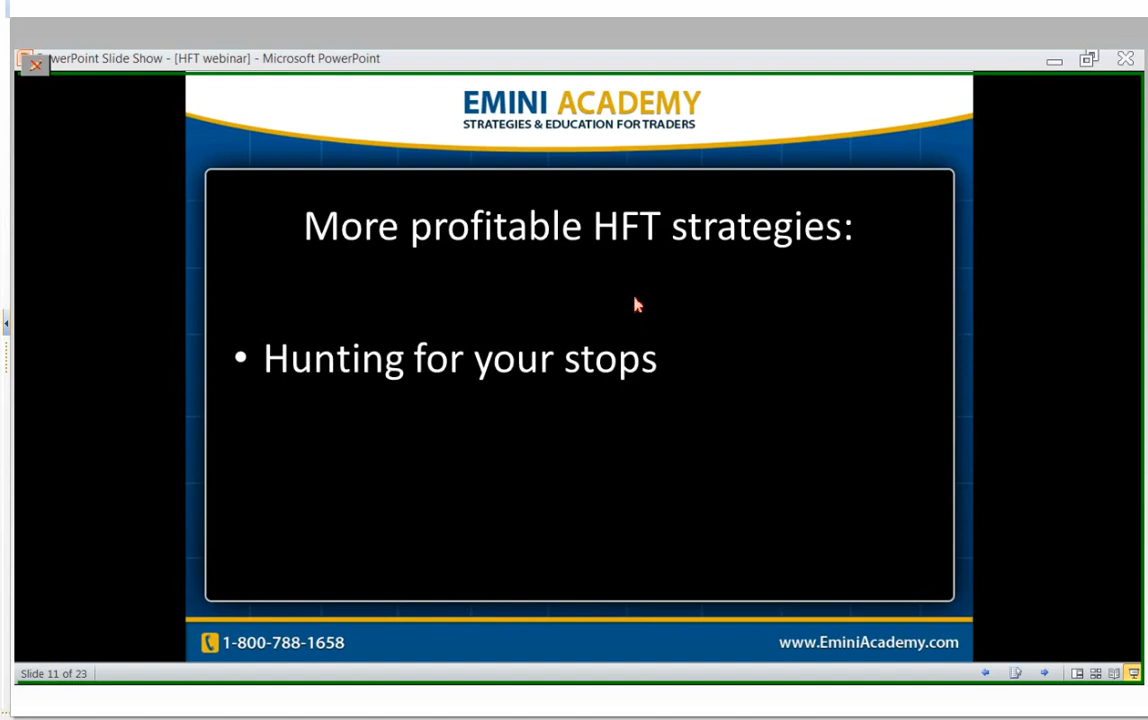 werPoint Slide Show - [HFT webinar] - Microsoft PowerPoint
EMINI ACADEMY
STRATEGIES & EDUCATION FOR TRADERS
More profitable HFT strategies:
• Hunting for your stops
1-800-788-1658
www.EminiAcademy.com
Slide 11 of 23